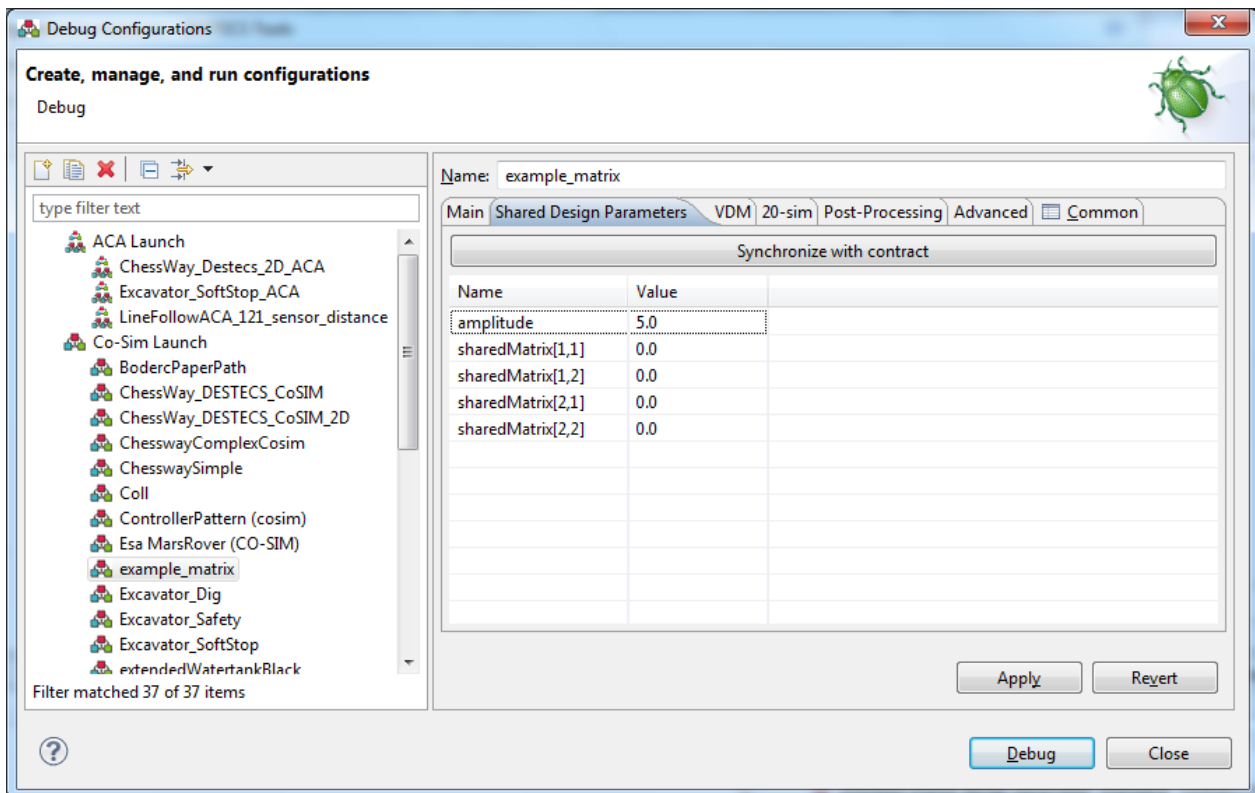 Debug Configurations
Create, manage, and run configurations
Debug
type filter text
ACA Launch
ChessWay_Destecs_2D_ACA
Excavator_SoftStop_ACA
LineFollowACA_121_sensor_distance
Co-Sim Launch
BodercPaperPath
ChessWay_DESTECS_CoSIM
ChessWay_DESTECS_CoSIM_2D
ChesswayComplexCosim
ChesswaySimple
Coll
ControllerPattern (cosim)
Esa MarsRover (CO-SIM)
example_matrix
Excavator_Dig
Excavator_Safety
Excavator_SoftStop
extendedWatertankBlack
Filter matched 37 of 37 items
Name: example_matrix
Main Shared Design Parameters VDM 20-sim Post-Processing Advanced Common
Synchronize with contract
Name Value
amplitude 5.0
sharedMatrix[1,1] 0.0
sharedMatrix[1,2] 0.0
sharedMatrix[2,1] 0.0
sharedMatrix[2,2] 0.0
Apply Revert
Debug Close